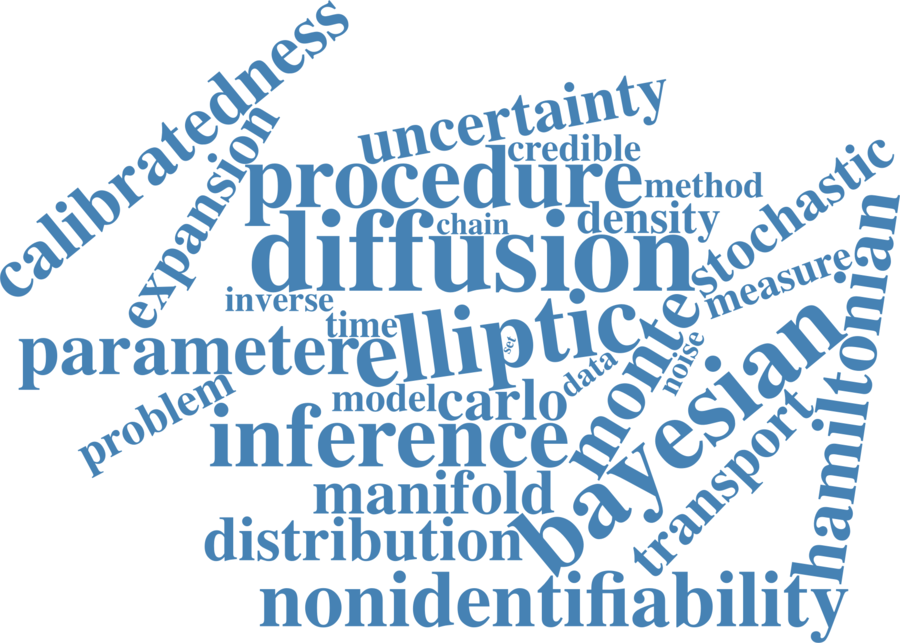 calibratedness
expansion
uncertainty
credible
procedure
method
stochastic
chain
density
diffusion
measure
hamiltonian
inverse
time
elliptic
set
parameter
monte
noise
data
bayesian
problem
model
carlo
inference
transport
manifold
distribution
nonidentifiability